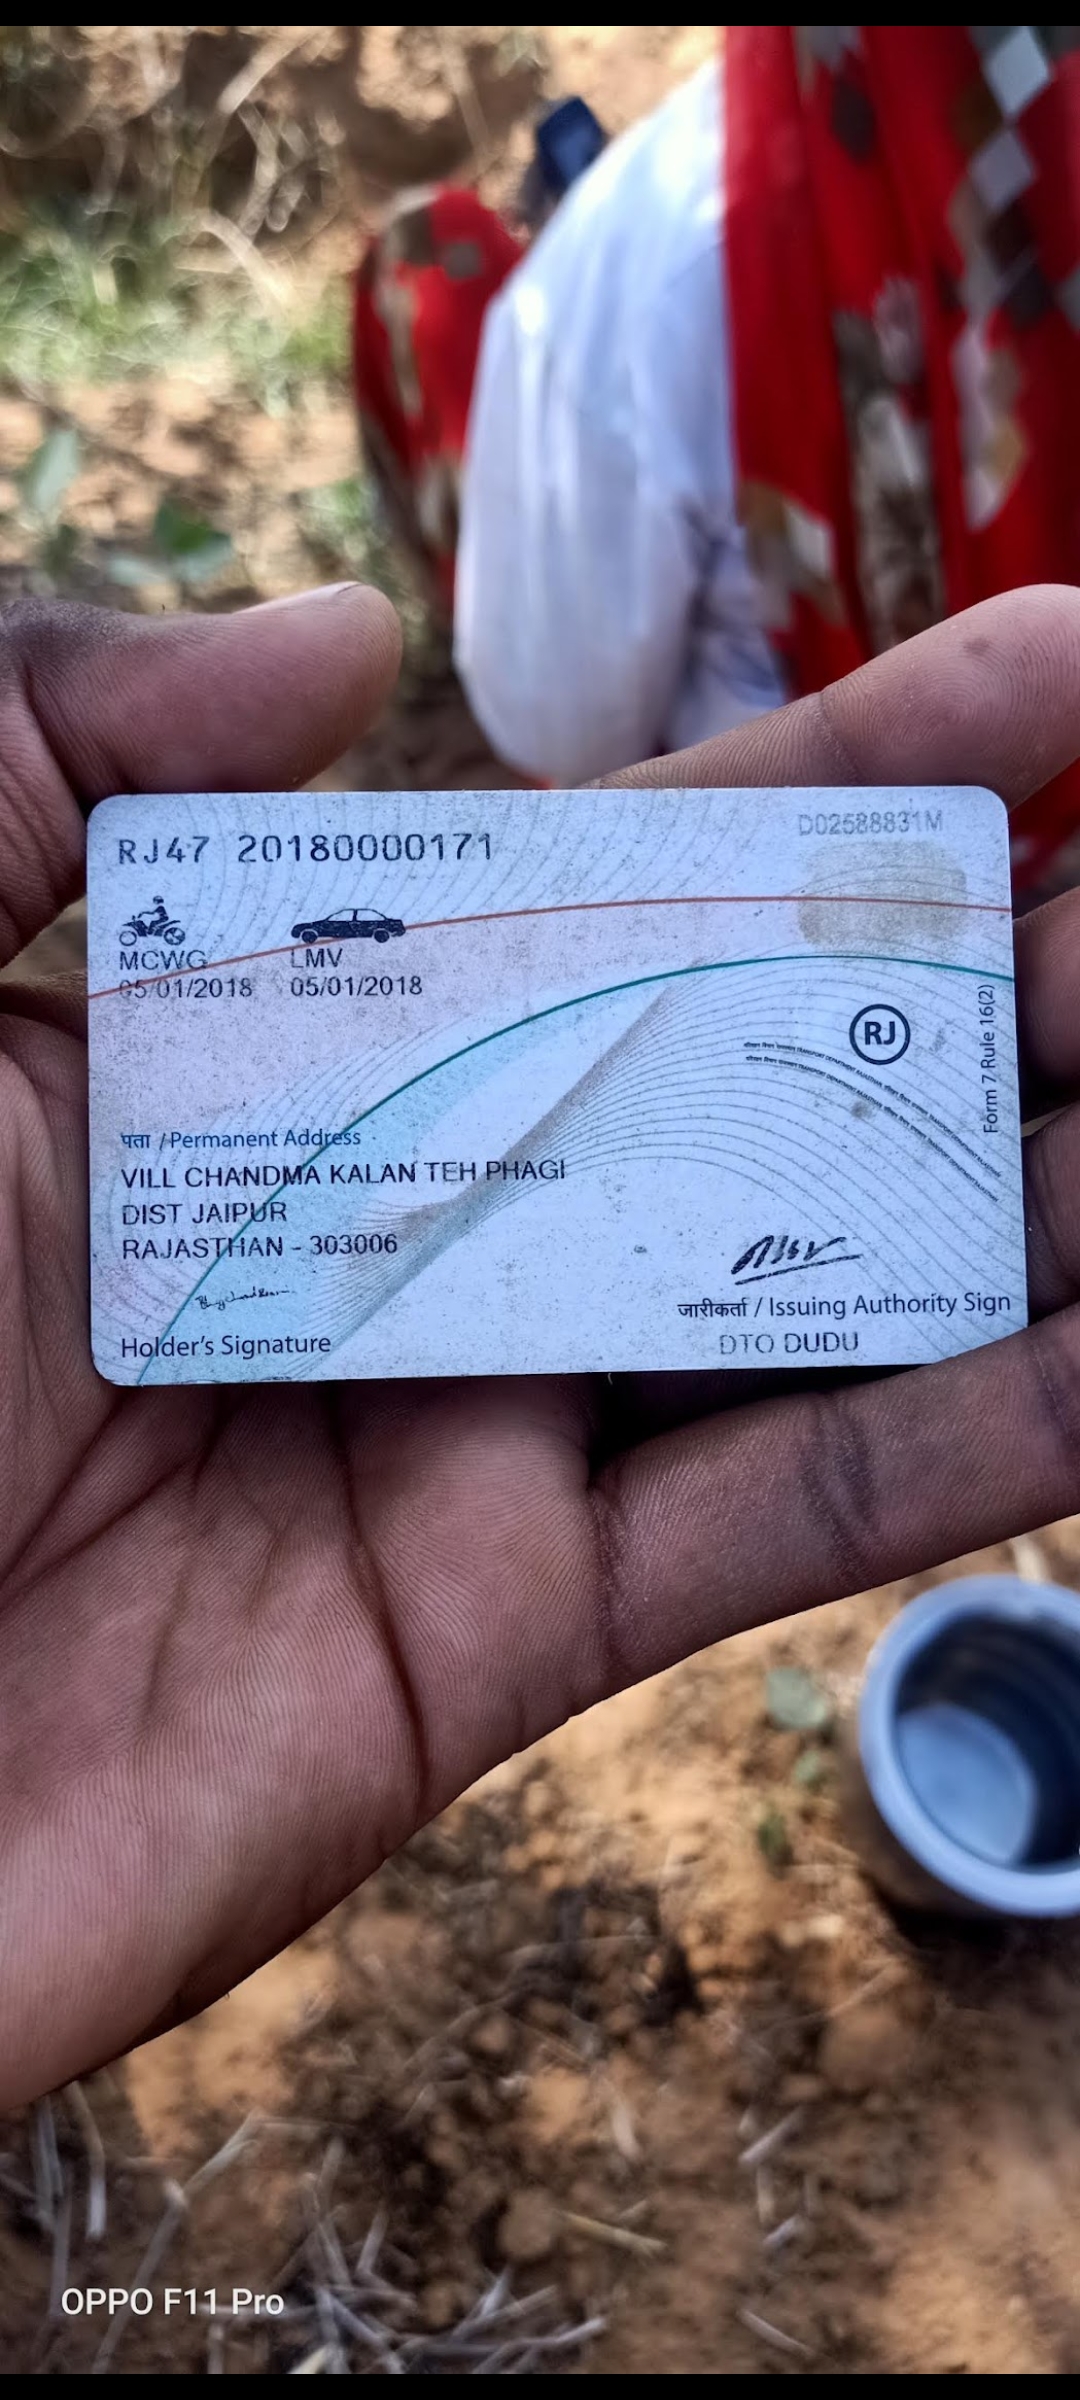 RJ47 20180000171
D02588831M
MCWG
LMV
05/01/2018
05/01/2018
RJ
Form 7 Rule 16(2)
पता / Permanent Address
VILL CHANDMA KALAN TEH PHAGI
DIST JAIPUR
RAJASTHAN - 303006
Holder's Signature
जारीकर्ता / Issuing Authority Sign
DTO DUDU
OPPO F11 Pro